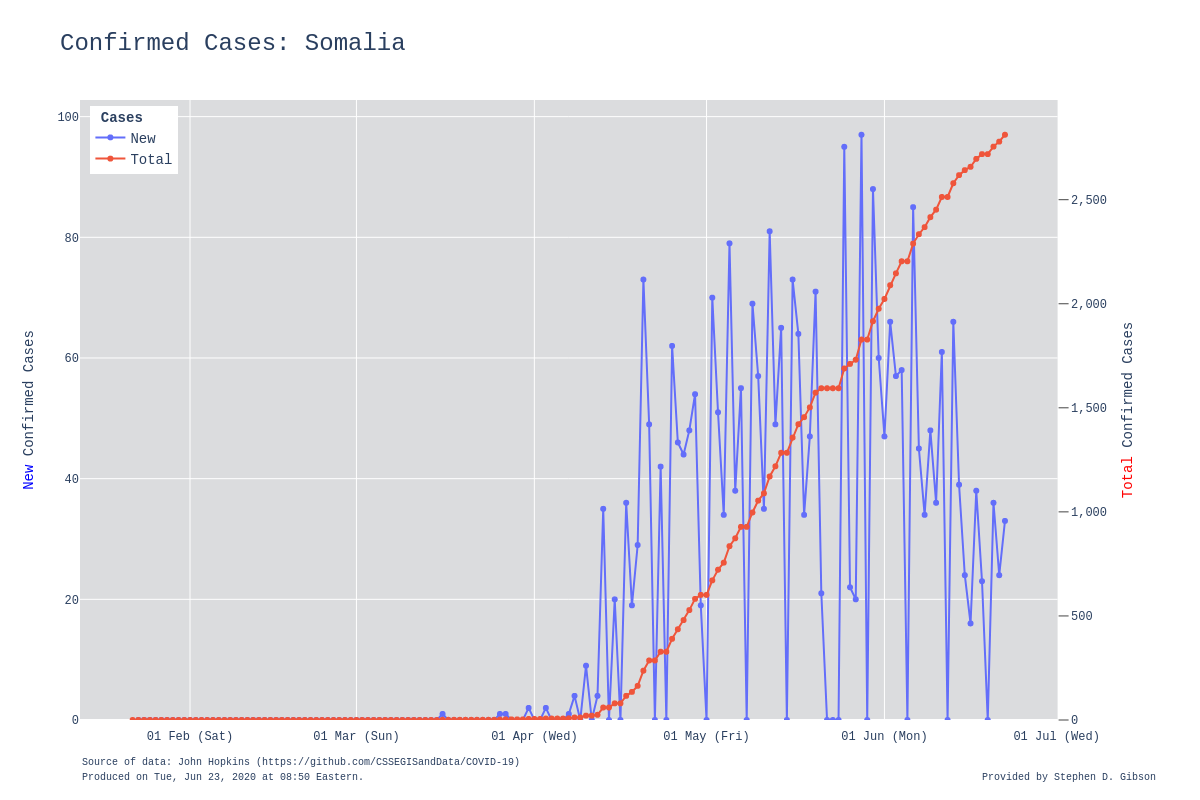 Confirmed Cases: Somalia
Cases
New
Total
100
80
60
40
20
0
New Confirmed Cases
2,500
2,000
1,500
1,000
500
0
Total Confirmed Cases
01 Feb (Sat)
01 Mar (Sun)
01 Apr (Wed)
01 May (Fri)
01 Jun (Mon)
01 Jul (Wed)
Source of data: John Hopkins (https://github.com/CSSEGISandData/COVID-19)
Produced on Tue, Jun 23, 2020 at 08:50 Eastern.
Provided by Stephen D. Gibson